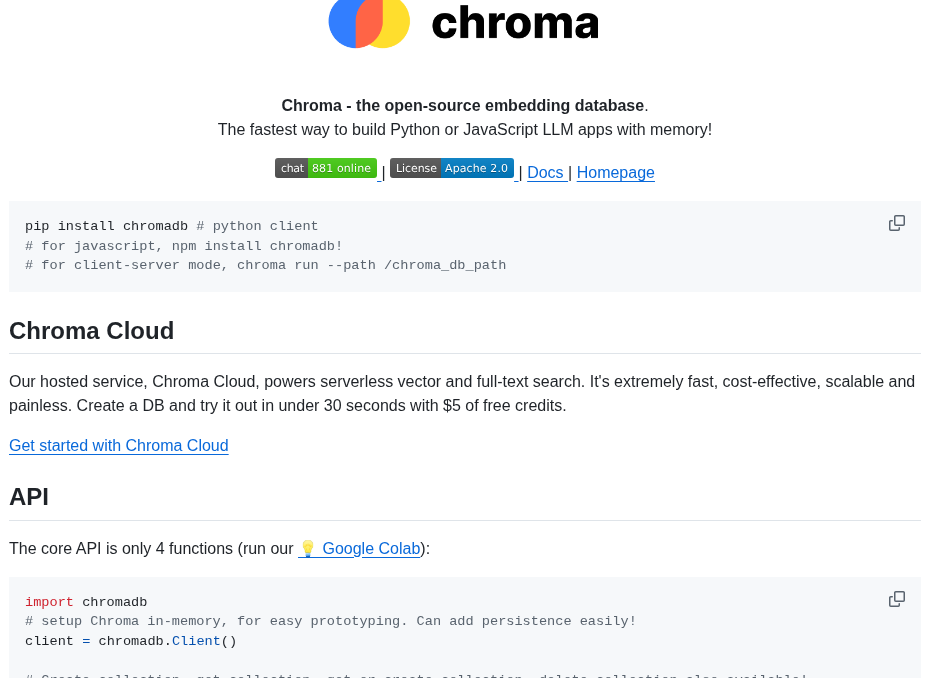 chroma
Chroma - the open-source embedding database.
The fastest way to build Python or JavaScript LLM apps with memory!
chat 881 online | License Apache 2.0 | Docs | Homepage
pip install chromadb # python client
# for javascript, npm install chromadb!
# for client-server mode, chroma run --path /chroma_db_path
Chroma Cloud
Our hosted service, Chroma Cloud, powers serverless vector and full-text search. It's extremely fast, cost-effective, scalable and
painless. Create a DB and try it out in under 30 seconds with $5 of free credits.
Get started with Chroma Cloud
API
The core API is only 4 functions (run our 💡 Google Colab):
import chromadb
# setup Chroma in-memory, for easy prototyping. Can add persistence easily!
client = chromadb.Client()